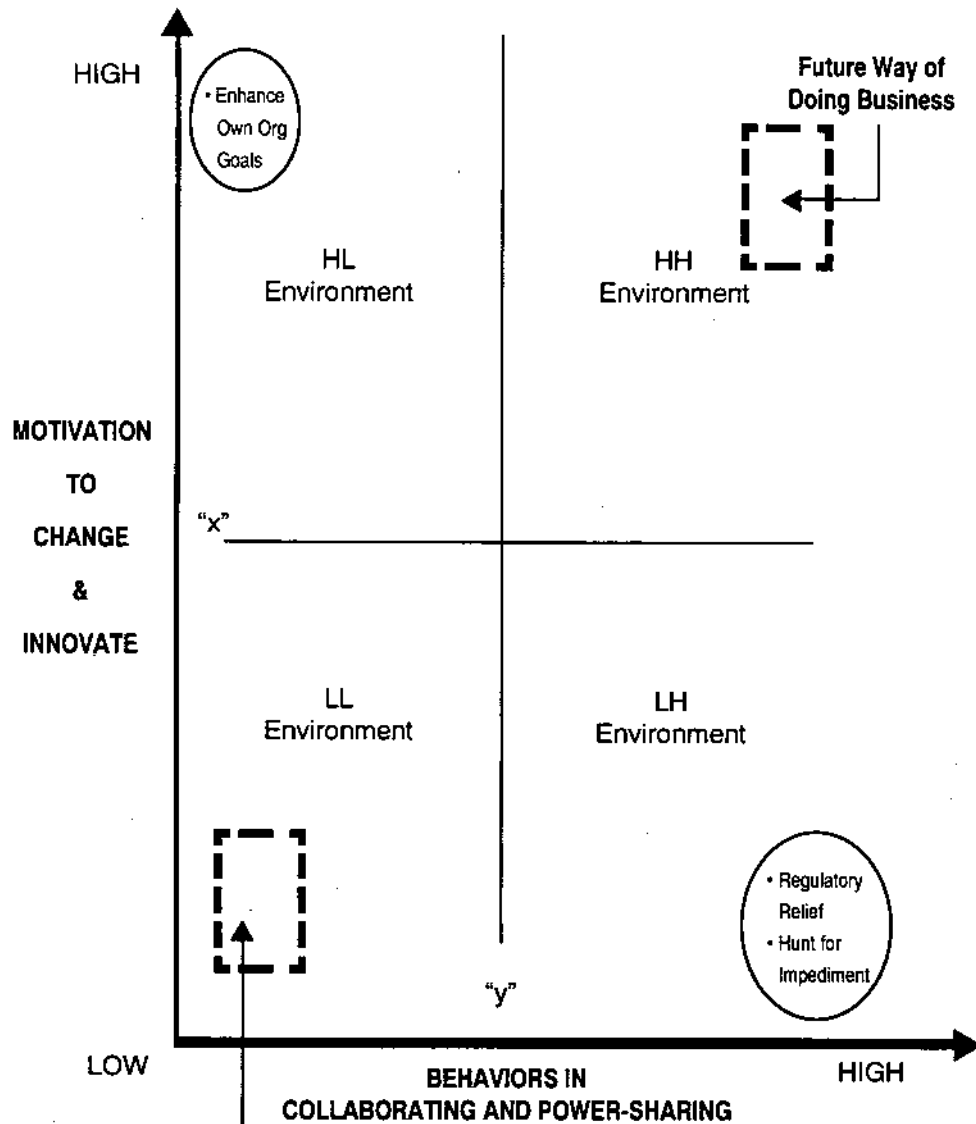 HIGH
• Enhance
Own Org
Goals
Future Way of
Doing Business
HL
Environment
HH
Environment
MOTIVATION
TO
CHANGE
&
INNOVATE
“x”
LL
Environment
LH
Environment
• Regulatory
Relief
• Hunt for
Impediment
“y”
LOW
HIGH
BEHAVIORS IN
COLLABORATING AND POWER-SHARING